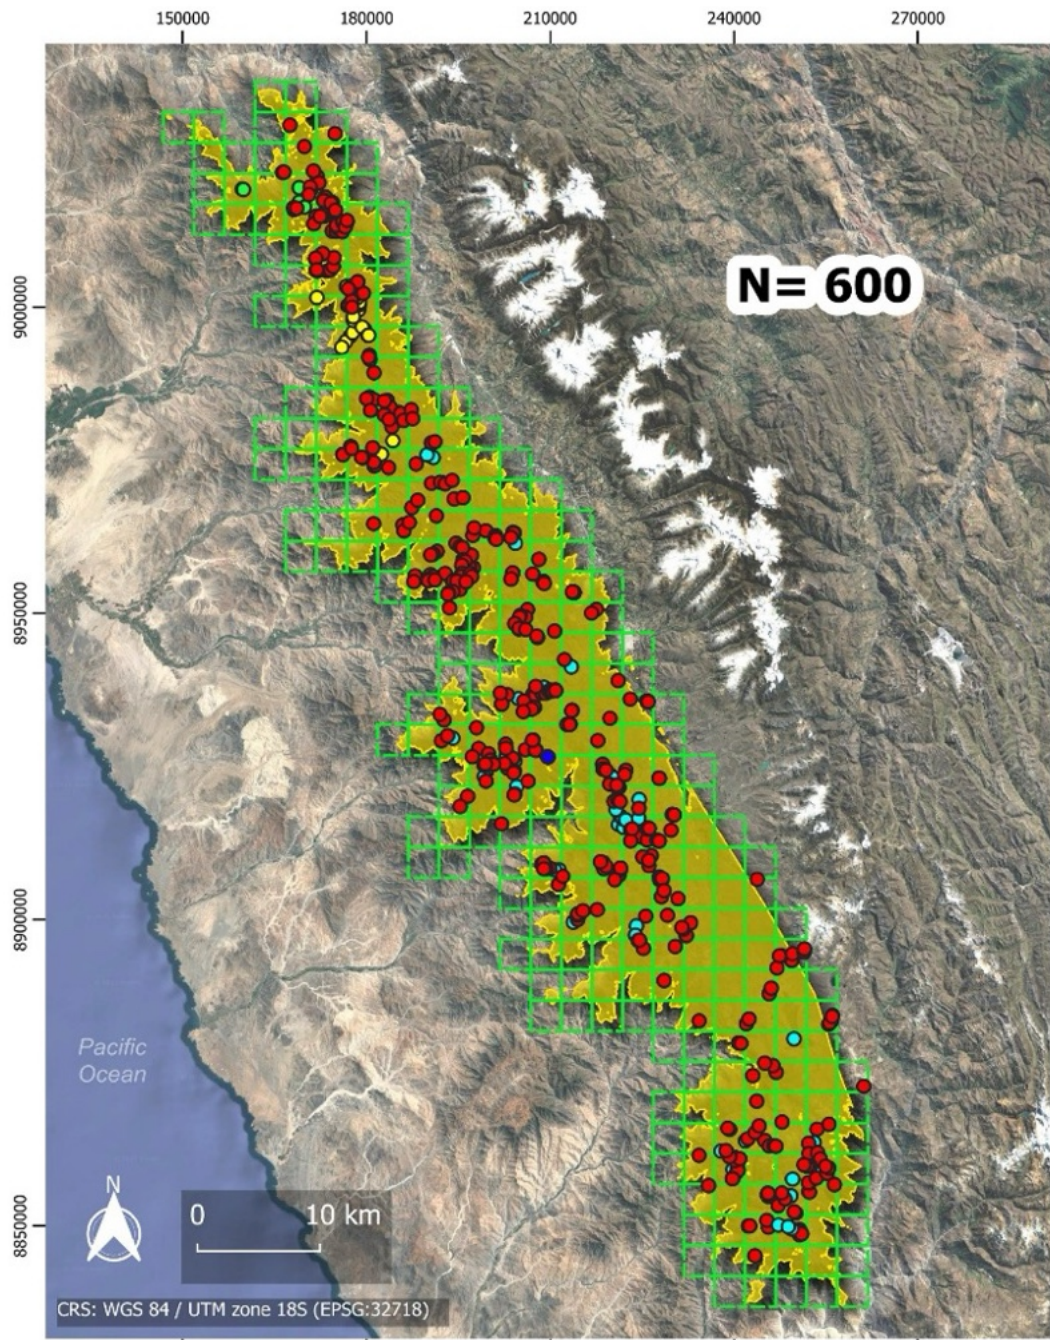 150000 180000 210000 240000 270000
N= 600
9000000
8950000
8900000
8850000
Pacific
Ocean
N
0 10 km
CRS: WGS 84 / UTM zone 18S (EPSG:32718)